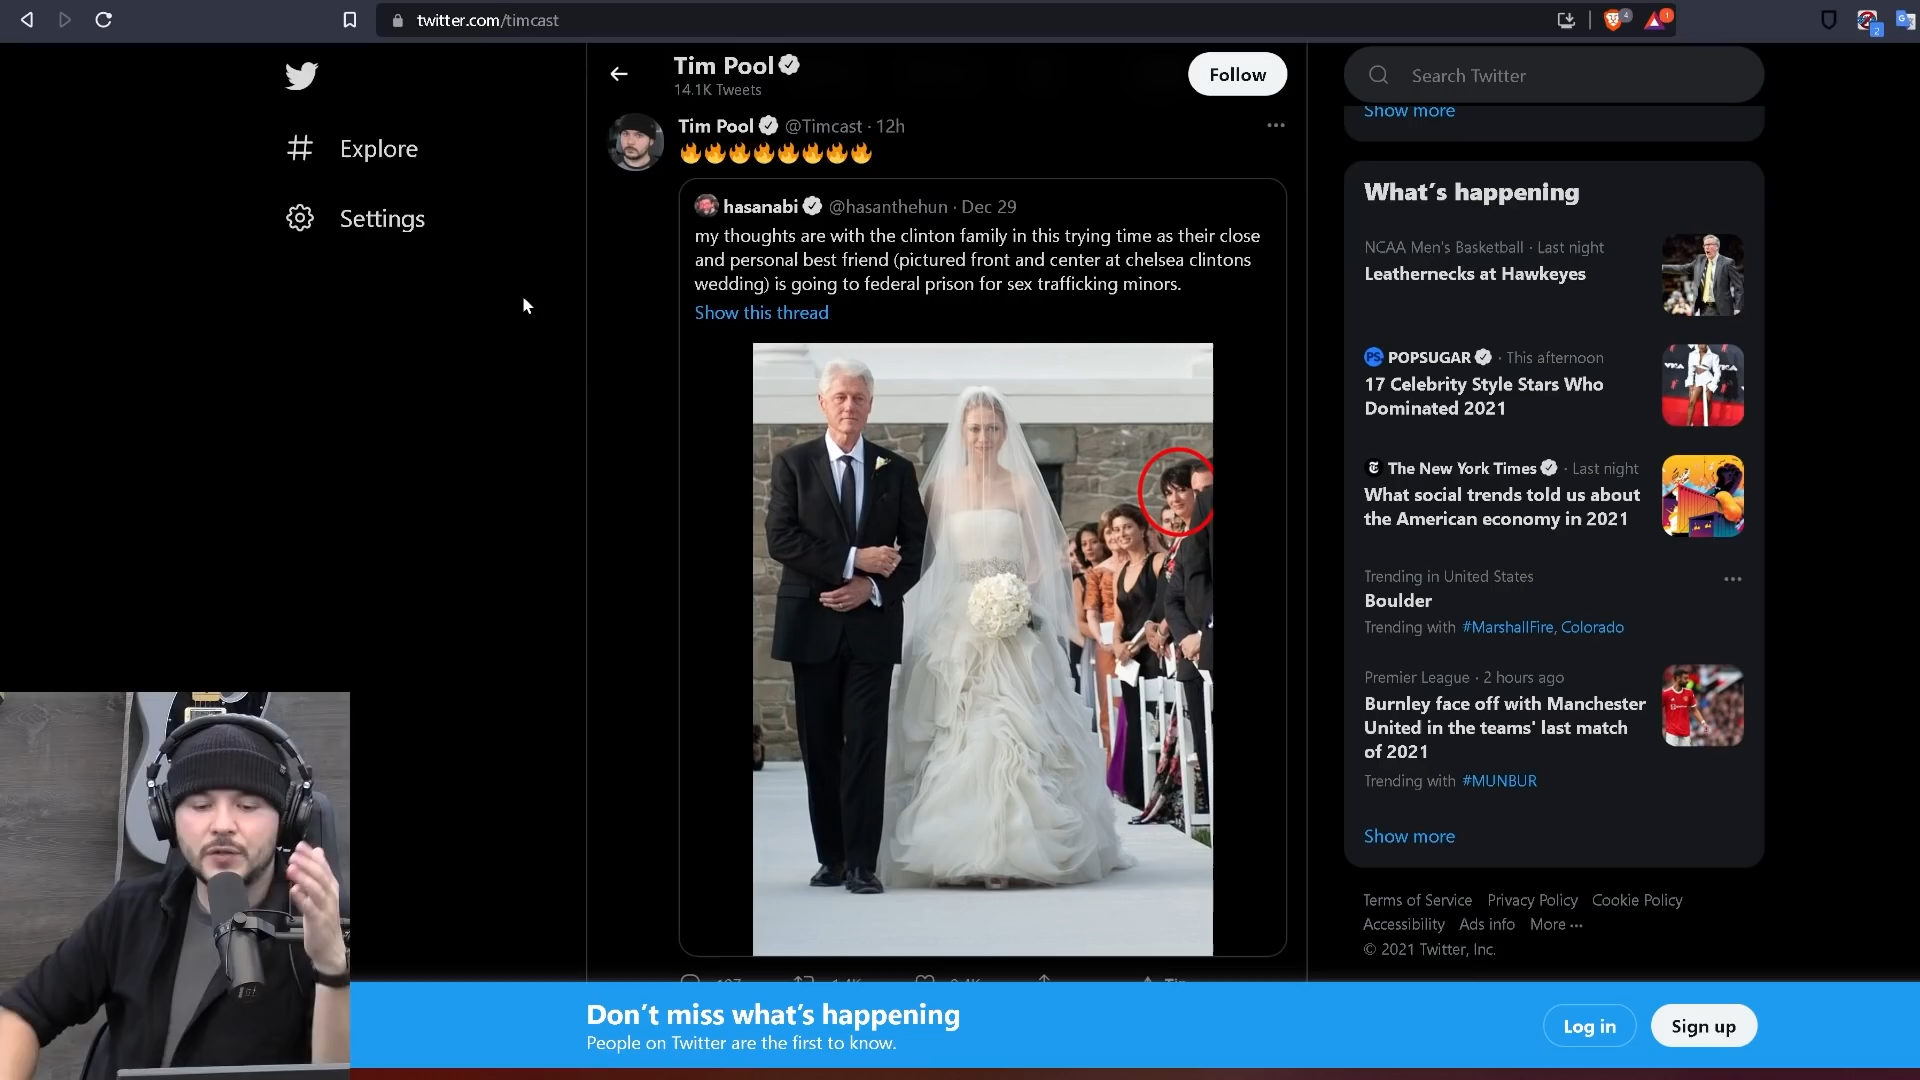 twitter.com/timcast
4
1
2
Tim Pool
14.1K Tweets
Follow
Search Twitter
Show more
Explore
Settings
Tim Pool @Timcast · 12h
🔥🔥🔥🔥🔥🔥🔥🔥
hasanabi @hasanthehun · Dec 29
my thoughts are with the clinton family in this trying time as their close
and personal best friend (pictured front and center at chelsea clintons
wedding) is going to federal prison for sex trafficking minors.
Show this thread
What's happening
NCAA Men's Basketball · Last night
Leathernecks at Hawkeyes
POPSUGAR · This afternoon
17 Celebrity Style Stars Who
Dominated 2021
The New York Times · Last night
What social trends told us about
the American economy in 2021
Trending in United States
Boulder
Trending with #MarshallFire, Colorado
Premier League · 2 hours ago
Burnley face off with Manchester
United in the teams' last match
of 2021
Trending with #MUNBUR
Show more
Terms of Service Privacy Policy Cookie Policy
Accessibility Ads info More ···
© 2021 Twitter, Inc.
Don't miss what's happening
People on Twitter are the first to know.
Log in
Sign up